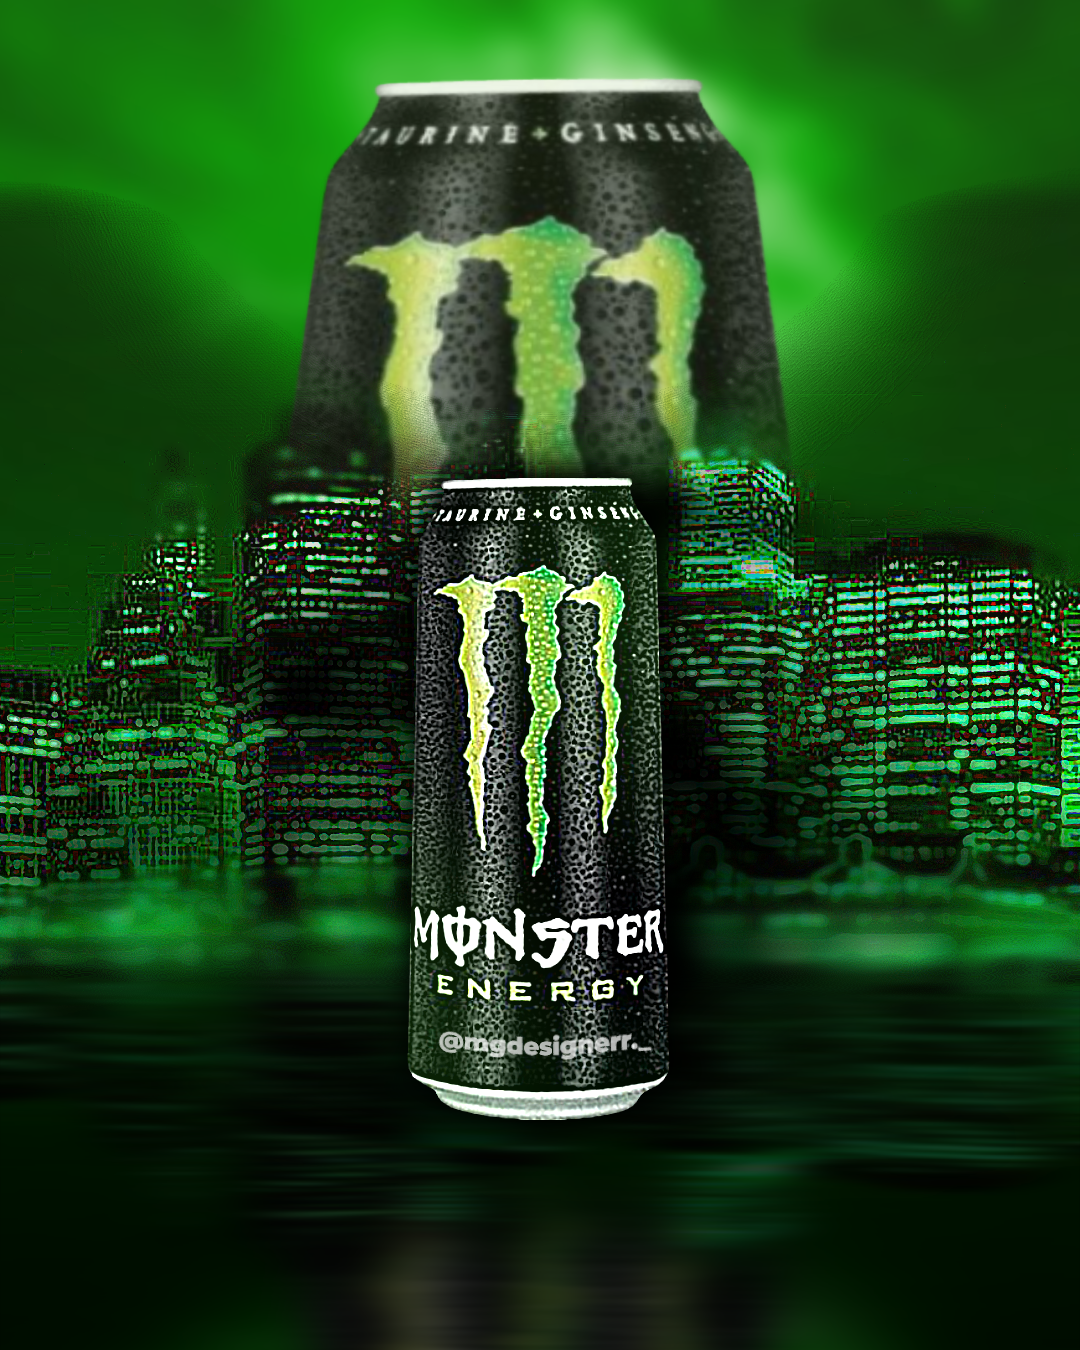 TAURINE + GINSENG
TAURINE + GINSENG
MONSTER
ENERGY
@mgdesignerr._